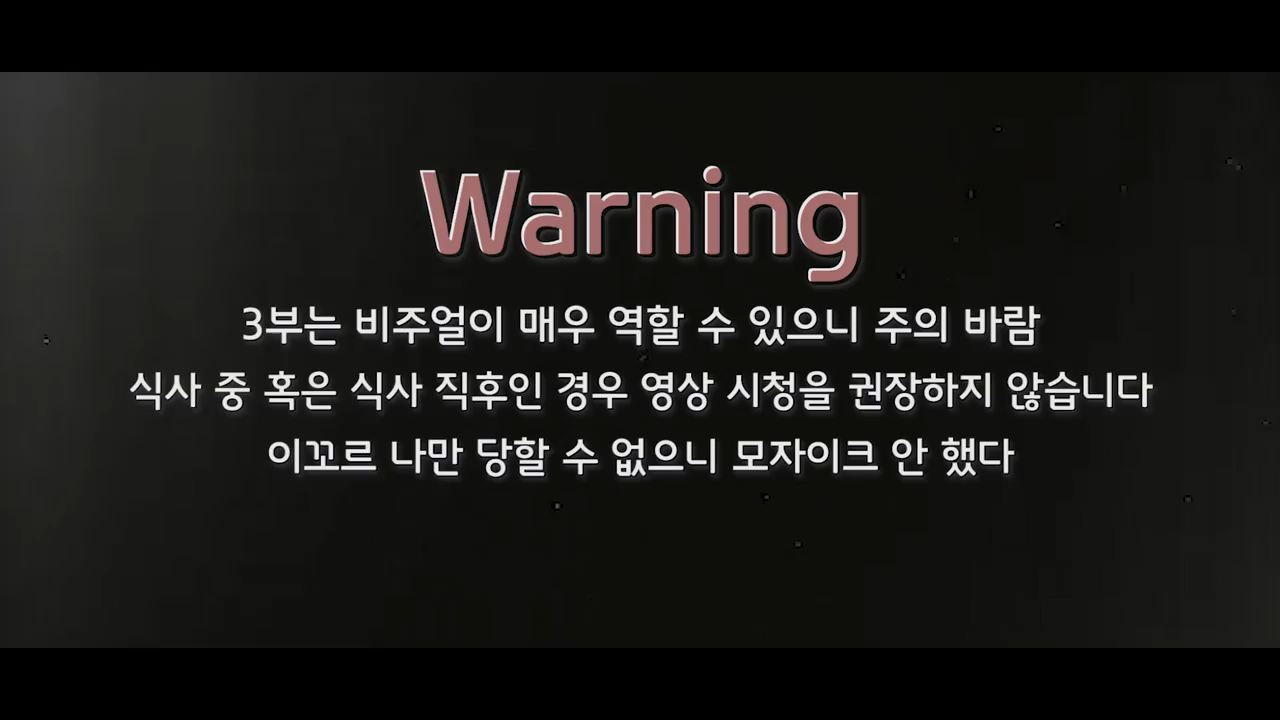 Warning
3부는 비주얼이 매우 역할 수 있으니 주의 바람
식사 중 혹은 식사 직후인 경우 영상 시청을 권장하지 않습니다
이꼬르 나만 당할 수 없으니 모자이크 안 했다